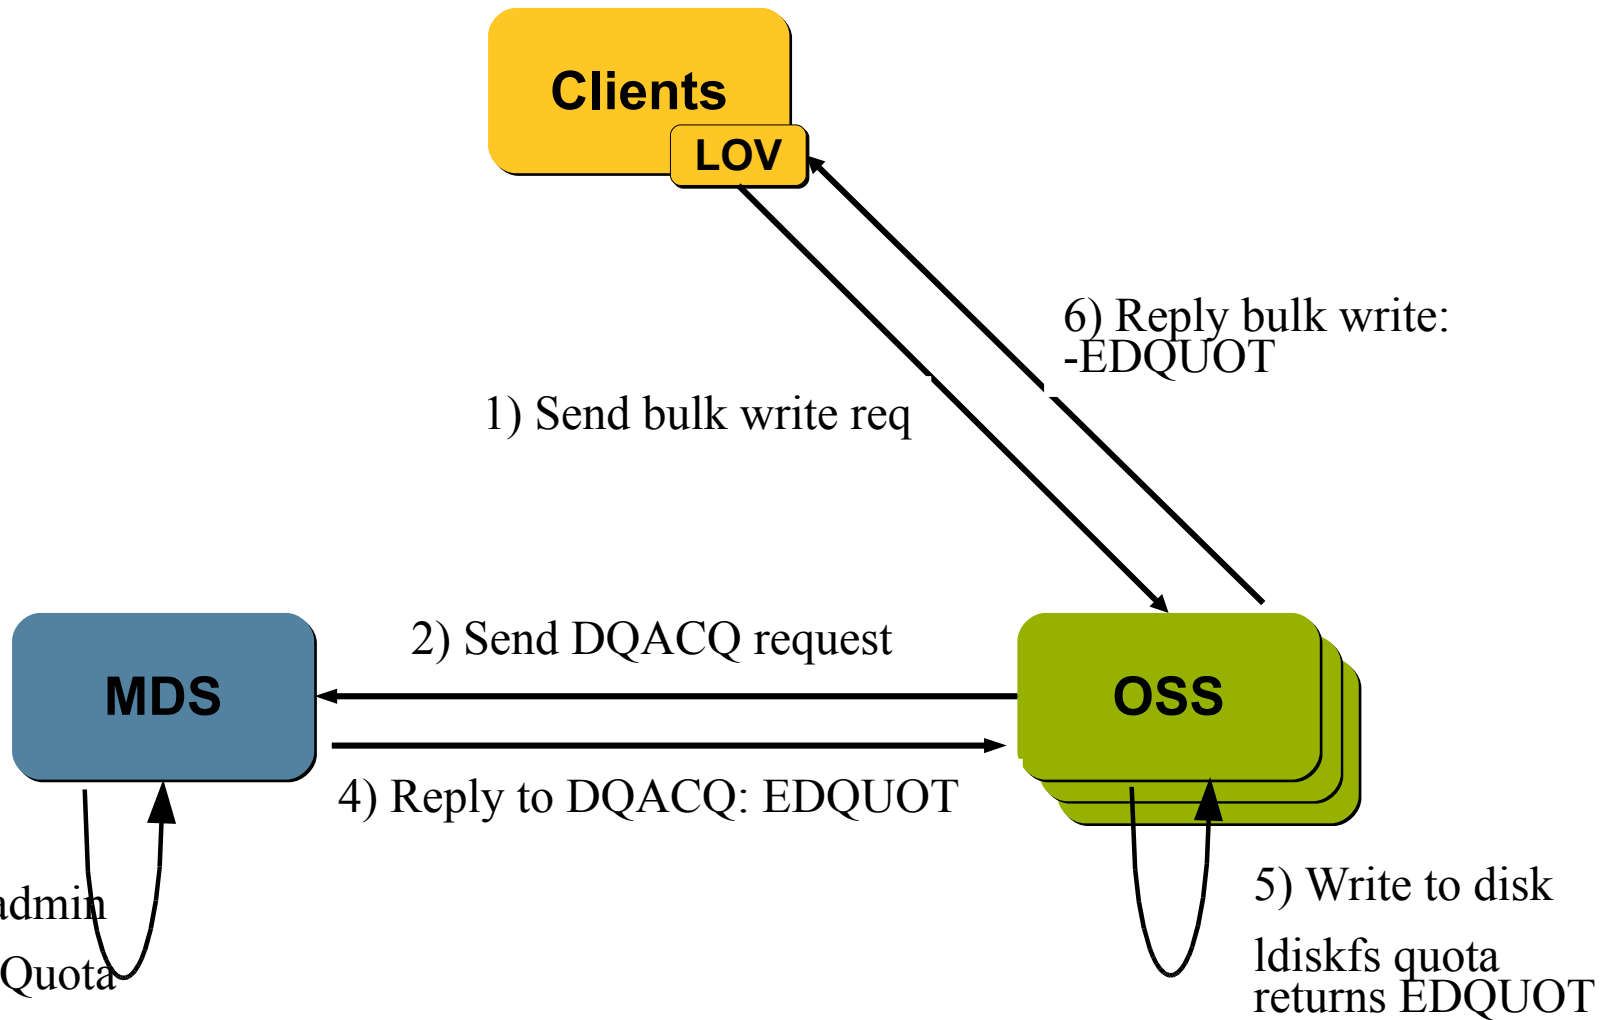 Clients
LOV
6) Reply bulk write:
-EDQUOT
1) Send bulk write req
2) Send DQACQ request
MDS
OSS
4) Reply to DQACQ: EDQUOT
admin
Quota
5) Write to disk
ldiskfs quota
returns EDQUOT